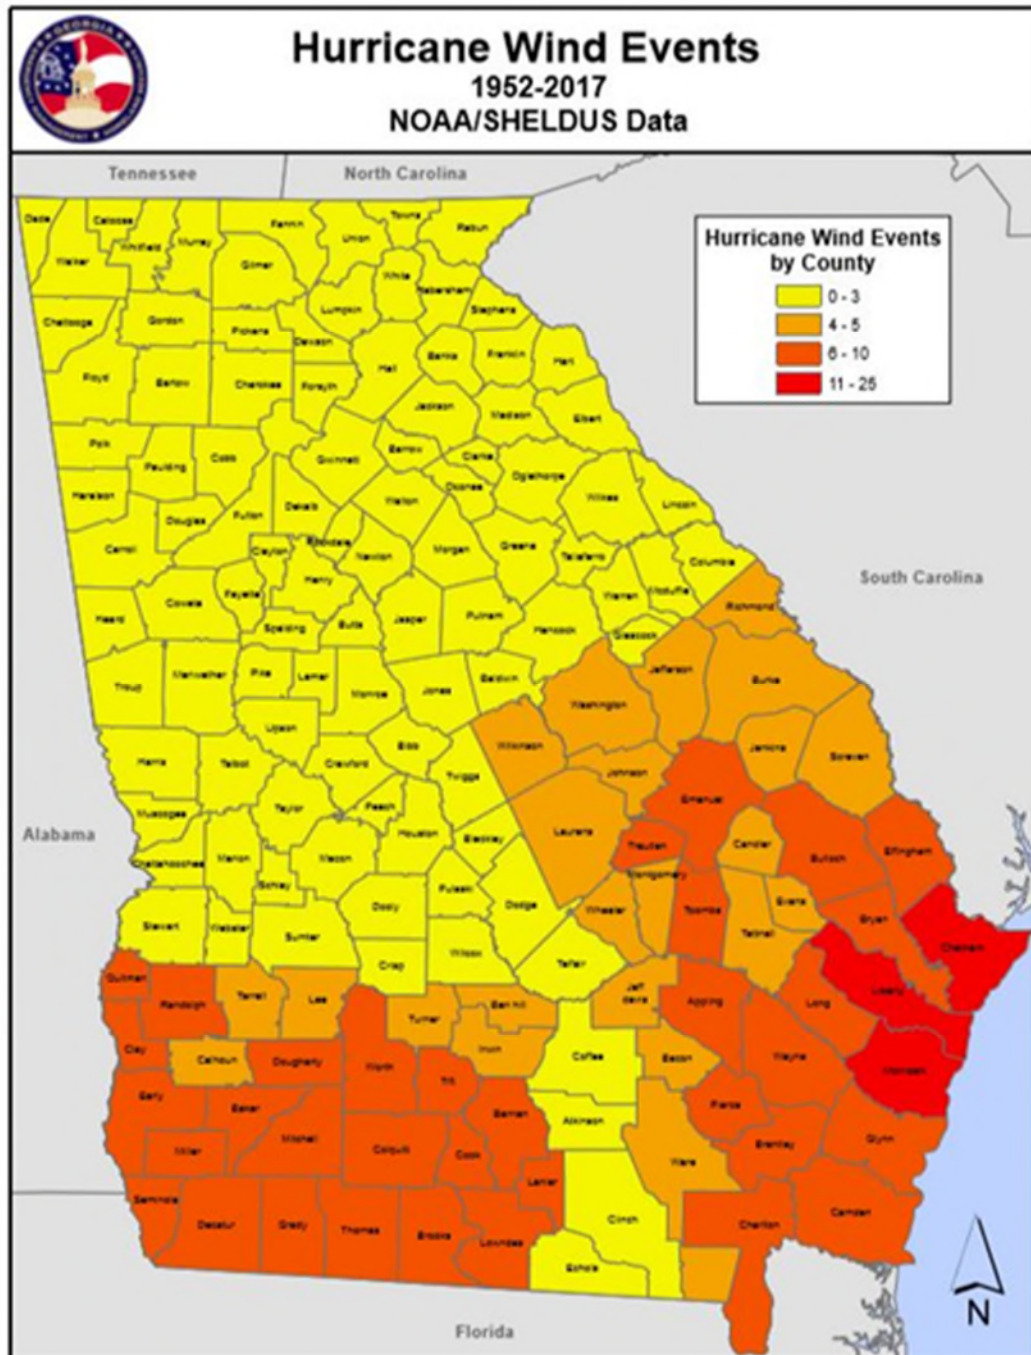 GEORGIA
Hurricane Wind Events
1952-2017
NOAA/SHELDUS Data
Tennessee
North Carolina
Hurricane Wind Events
by County
0 - 3
4 - 5
6 - 10
11 - 25
South Carolina
Alabama
Florida
N
Dade
Catoosa
Whitfield
Murray
Fannin
Union
Towns
Rabun
Walker
Gilmer
White
Habersham
Lumpkin
Stephens
Chattooga
Gordon
Pickens
Dawson
Hall
Banks
Franklin
Hart
Floyd
Bartow
Cherokee
Forsyth
Jackson
Madison
Elbert
Polk
Paulding
Cobb
Gwinnett
Barrow
Clarke
Oconee
Oglethorpe
Wilkes
Lincoln
Haralson
Douglas
Fulton
Dekalb
Walton
Carroll
Clayton
Rockdale
Newton
Morgan
Greene
Taliaferro
Columbia
Henry
Warren
Mcduffie
Heard
Coweta
Fayette
Spalding
Butts
Jasper
Putnam
Hancock
Glascock
Richmond
Troup
Meriwether
Pike
Lamar
Monroe
Jones
Baldwin
Washington
Jefferson
Burke
Upson
Bibb
Wilkinson
Johnson
Jenkins
Screven
Harris
Talbot
Crawford
Twiggs
Taylor
Peach
Houston
Bleckley
Laurens
Emanuel
Muscogee
Chattahoochee
Marion
Macon
Treutlen
Candler
Bulloch
Effingham
Schley
Pulaski
Dodge
Montgomery
Stewart
Webster
Sumter
Dooly
Wheeler
Toombs
Tattnall
Evans
Bryan
Chatham
Crisp
Wilcox
Telfair
Quitman
Randolph
Terrell
Lee
Turner
Ben Hill
Jeff
davis
Appling
Long
Liberty
Clay
Calhoun
Dougherty
Worth
Tift
Irwin
Coffee
Bacon
Wayne
McIntosh
Early
Baker
Mitchell
Miller
Colquitt
Cook
Berrien
Atkinson
Pierce
Ware
Brantley
Glynn
Seminole
Decatur
Grady
Thomas
Brooks
Lowndes
Lanier
Clinch
Echols
Charlton
Camden